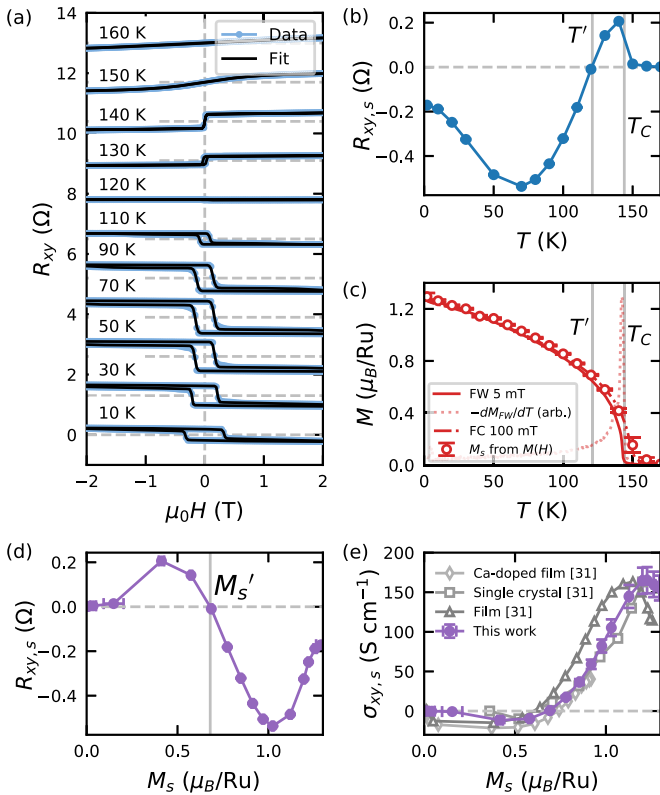 (a)
14
12
10
8
6
4
2
0
R_xy (Ω)
160 K
150 K
140 K
130 K
120 K
110 K
90 K
70 K
50 K
30 K
10 K
Data
Fit
−2
−1
0
1
2
μ₀H (T)
(b)
0.2
0.0
−0.2
−0.4
R_xy,s (Ω)
T′
T_C
0
50
100
150
T (K)
(c)
1.2
0.8
0.4
0.0
M (μ_B/Ru)
T′
T_C
FW 5 mT
−dM_FW/dT (arb.)
FC 100 mT
M_s from M(H)
0
50
100
150
T (K)
(d)
0.2
0.0
−0.2
−0.4
R_xy,s (Ω)
M_s′
0.0
0.5
1.0
M_s (μ_B/Ru)
(e)
200
150
100
50
0
σ_xy,s (S cm⁻¹)
Ca-doped film [31]
Single crystal [31]
Film [31]
This work
0.0
0.5
1.0
M_s (μ_B/Ru)